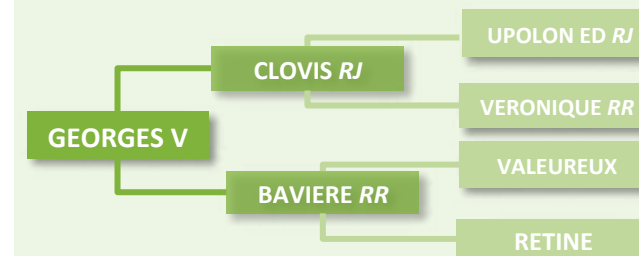 UPOLON ED RJ
CLOVIS RJ
VERONIQUE RR
GEORGES V
VALEUREUX
BAVIERE RR
RETINE